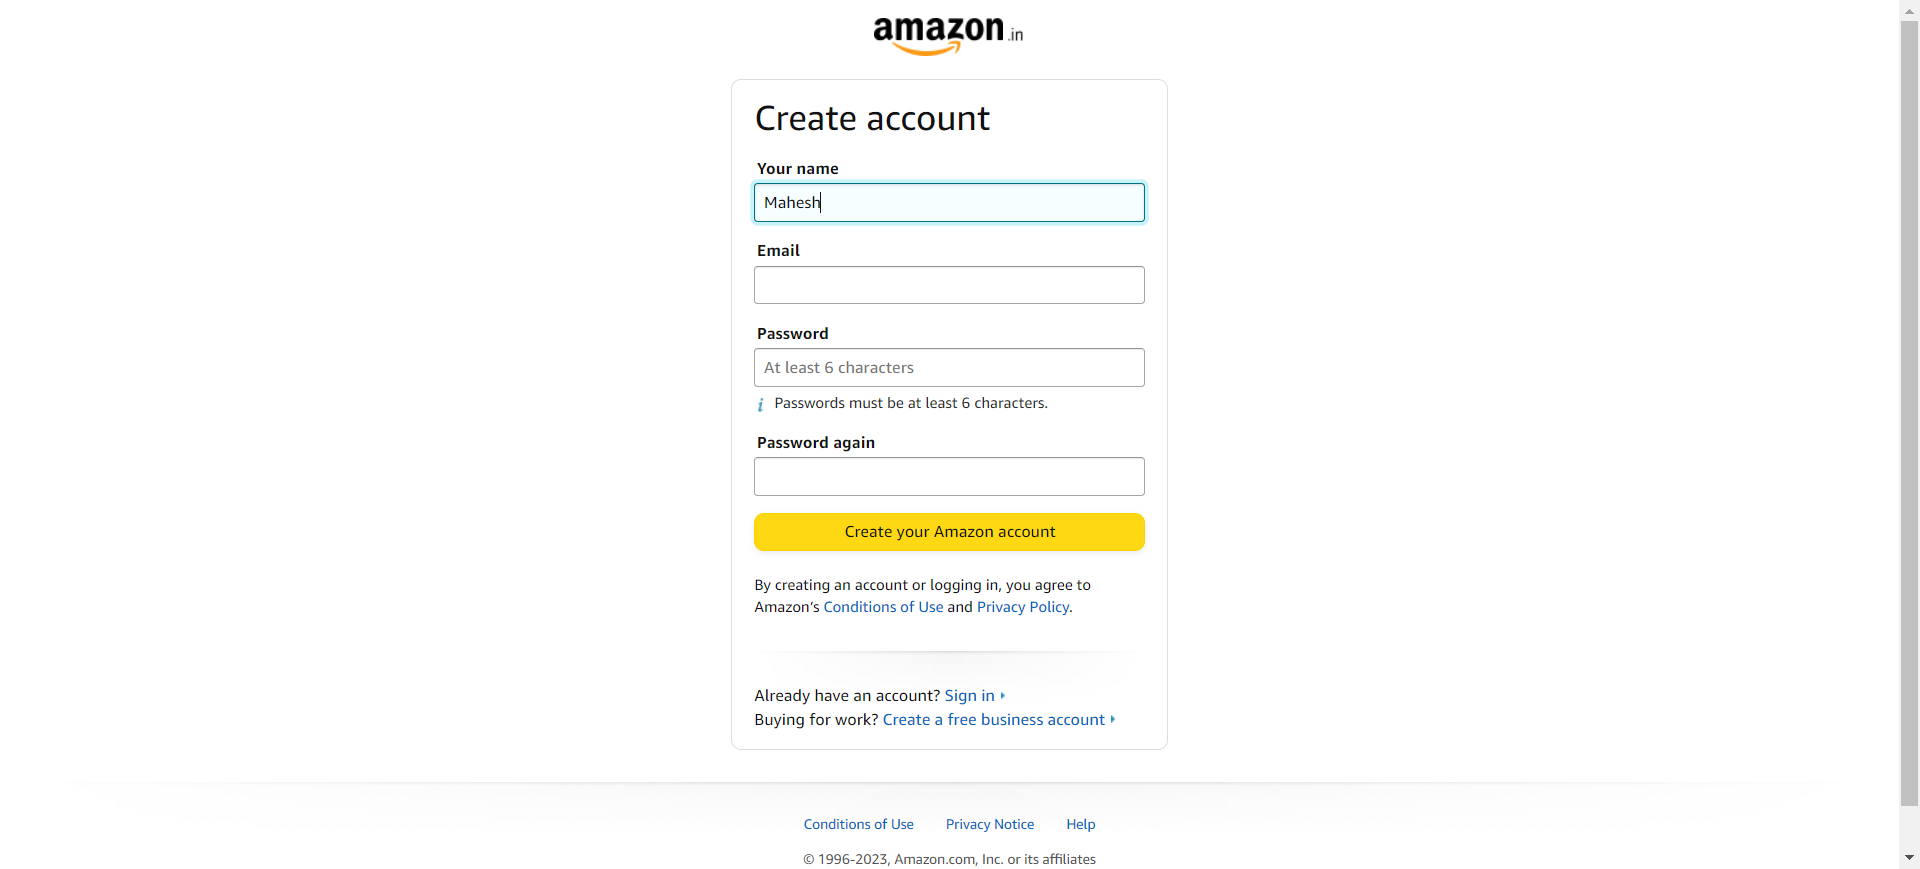 amazon.in
Create account
Your name
Mahesh
Email
Password
At least 6 characters
i Passwords must be at least 6 characters.
Password again
Create your Amazon account
By creating an account or logging in, you agree to
Amazon’s Conditions of Use and Privacy Policy.
Already have an account? Sign in
Buying for work? Create a free business account
Conditions of Use Privacy Notice Help
© 1996-2023, Amazon.com, Inc. or its affiliates